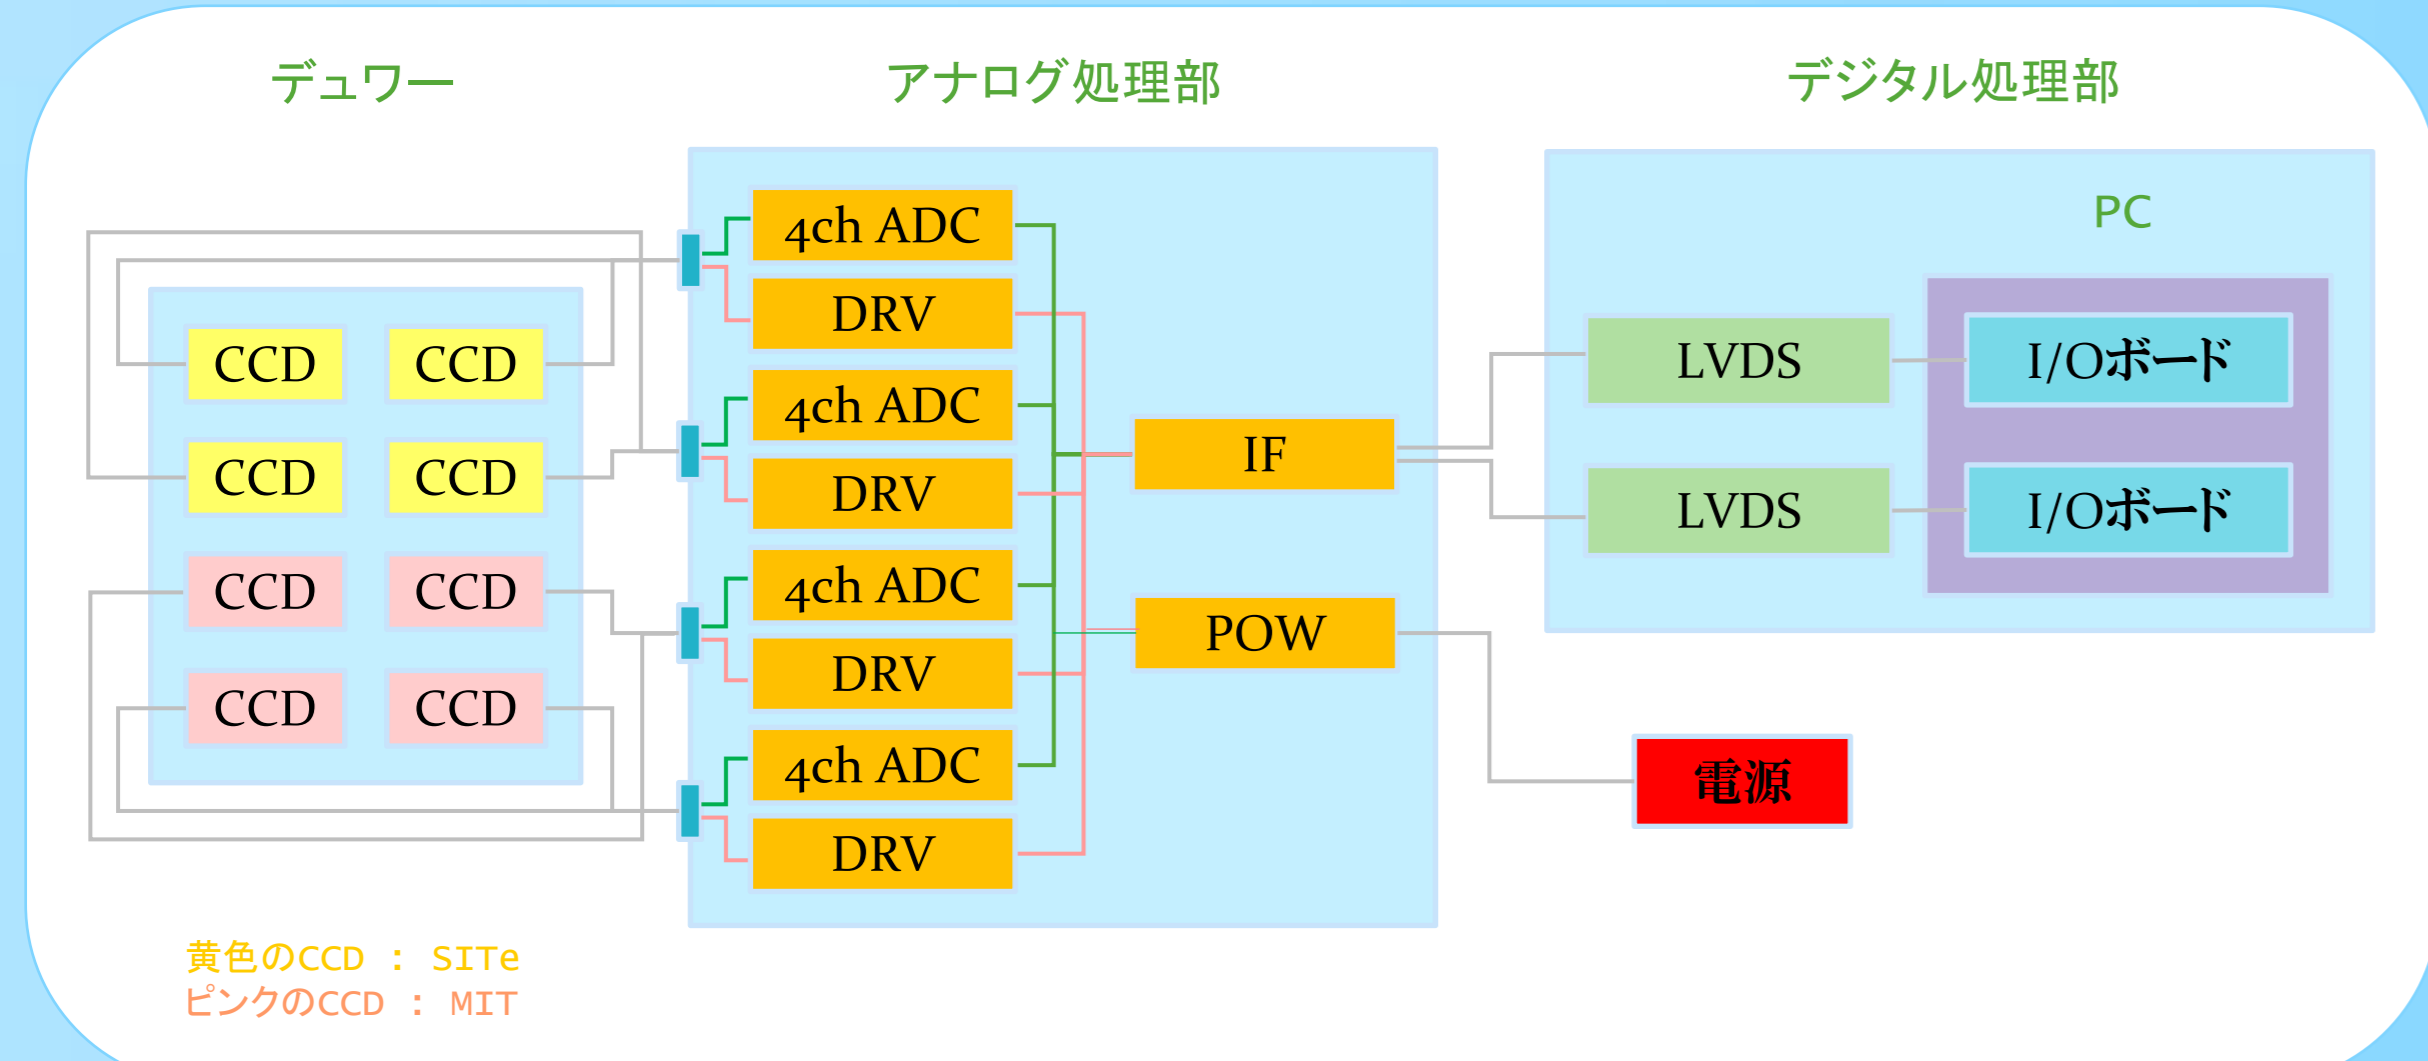 デュワー
アナログ処理部
デジタル処理部
PC
CCD CCD
CCD CCD
CCD CCD
CCD CCD
4ch ADC
DRV
4ch ADC
DRV
4ch ADC
DRV
4ch ADC
DRV
IF
POW
LVDS
I/Oボード
LVDS
I/Oボード
電源
黄色のCCD : SITe
ピンクのCCD : MIT